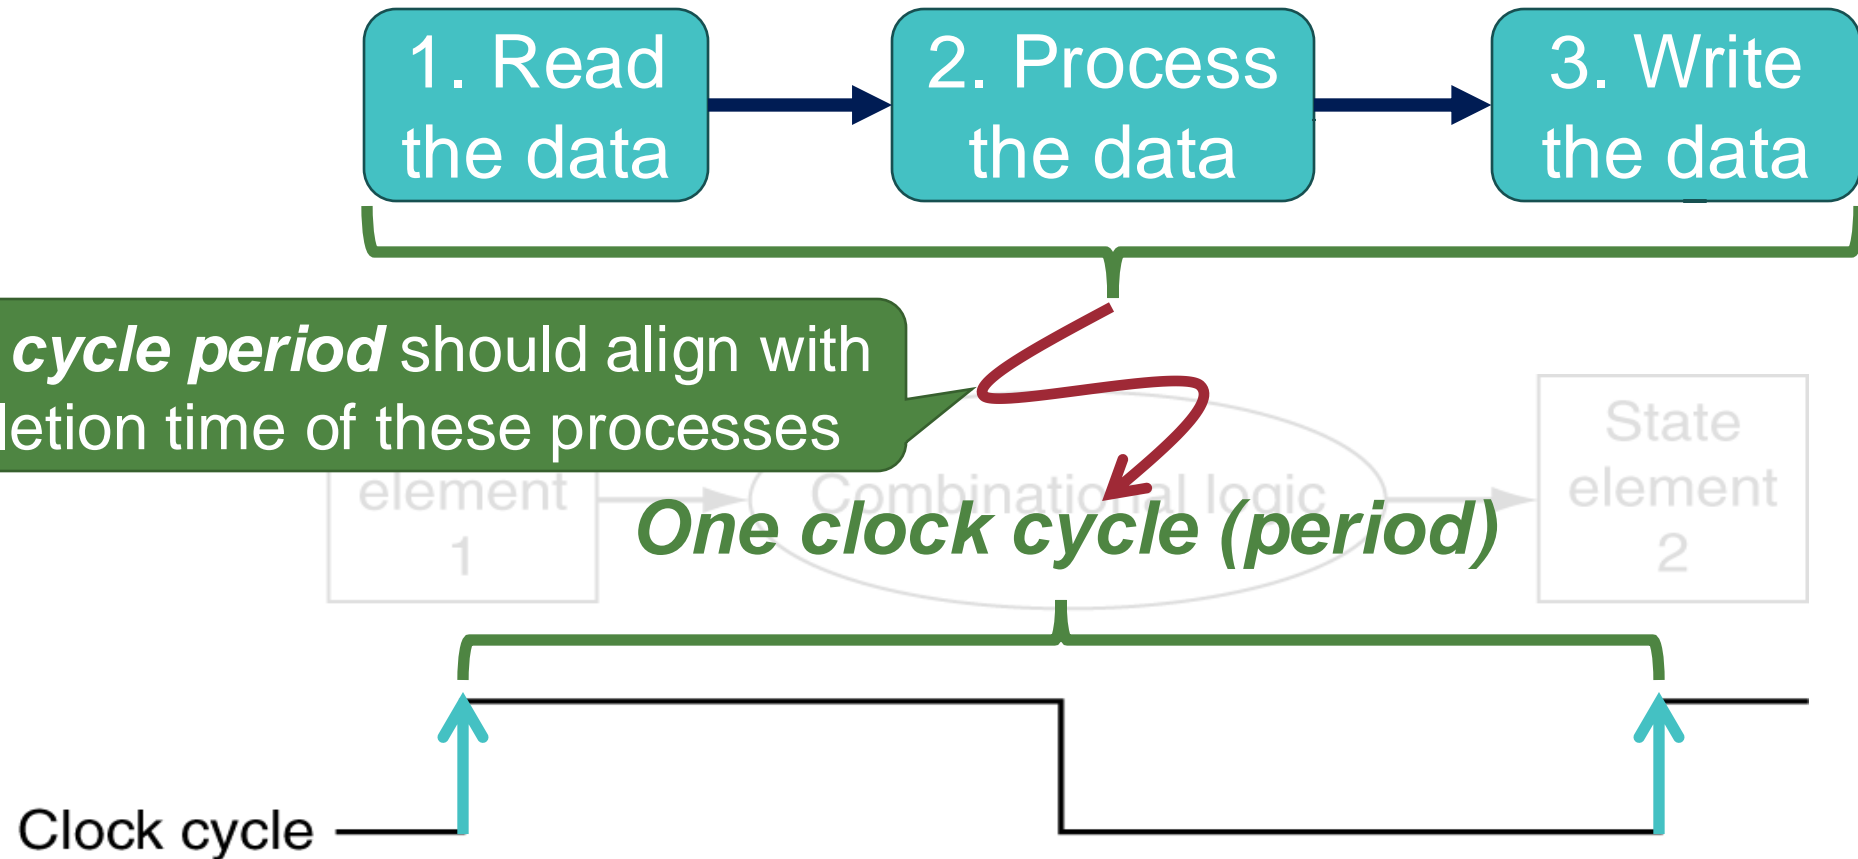 1. Read
the data
2. Process
the data
3. Write
the data
cycle period should align with
time of these processes
State
element
2
element
1
Combinational logic
One clock cycle (period)
Clock cycle